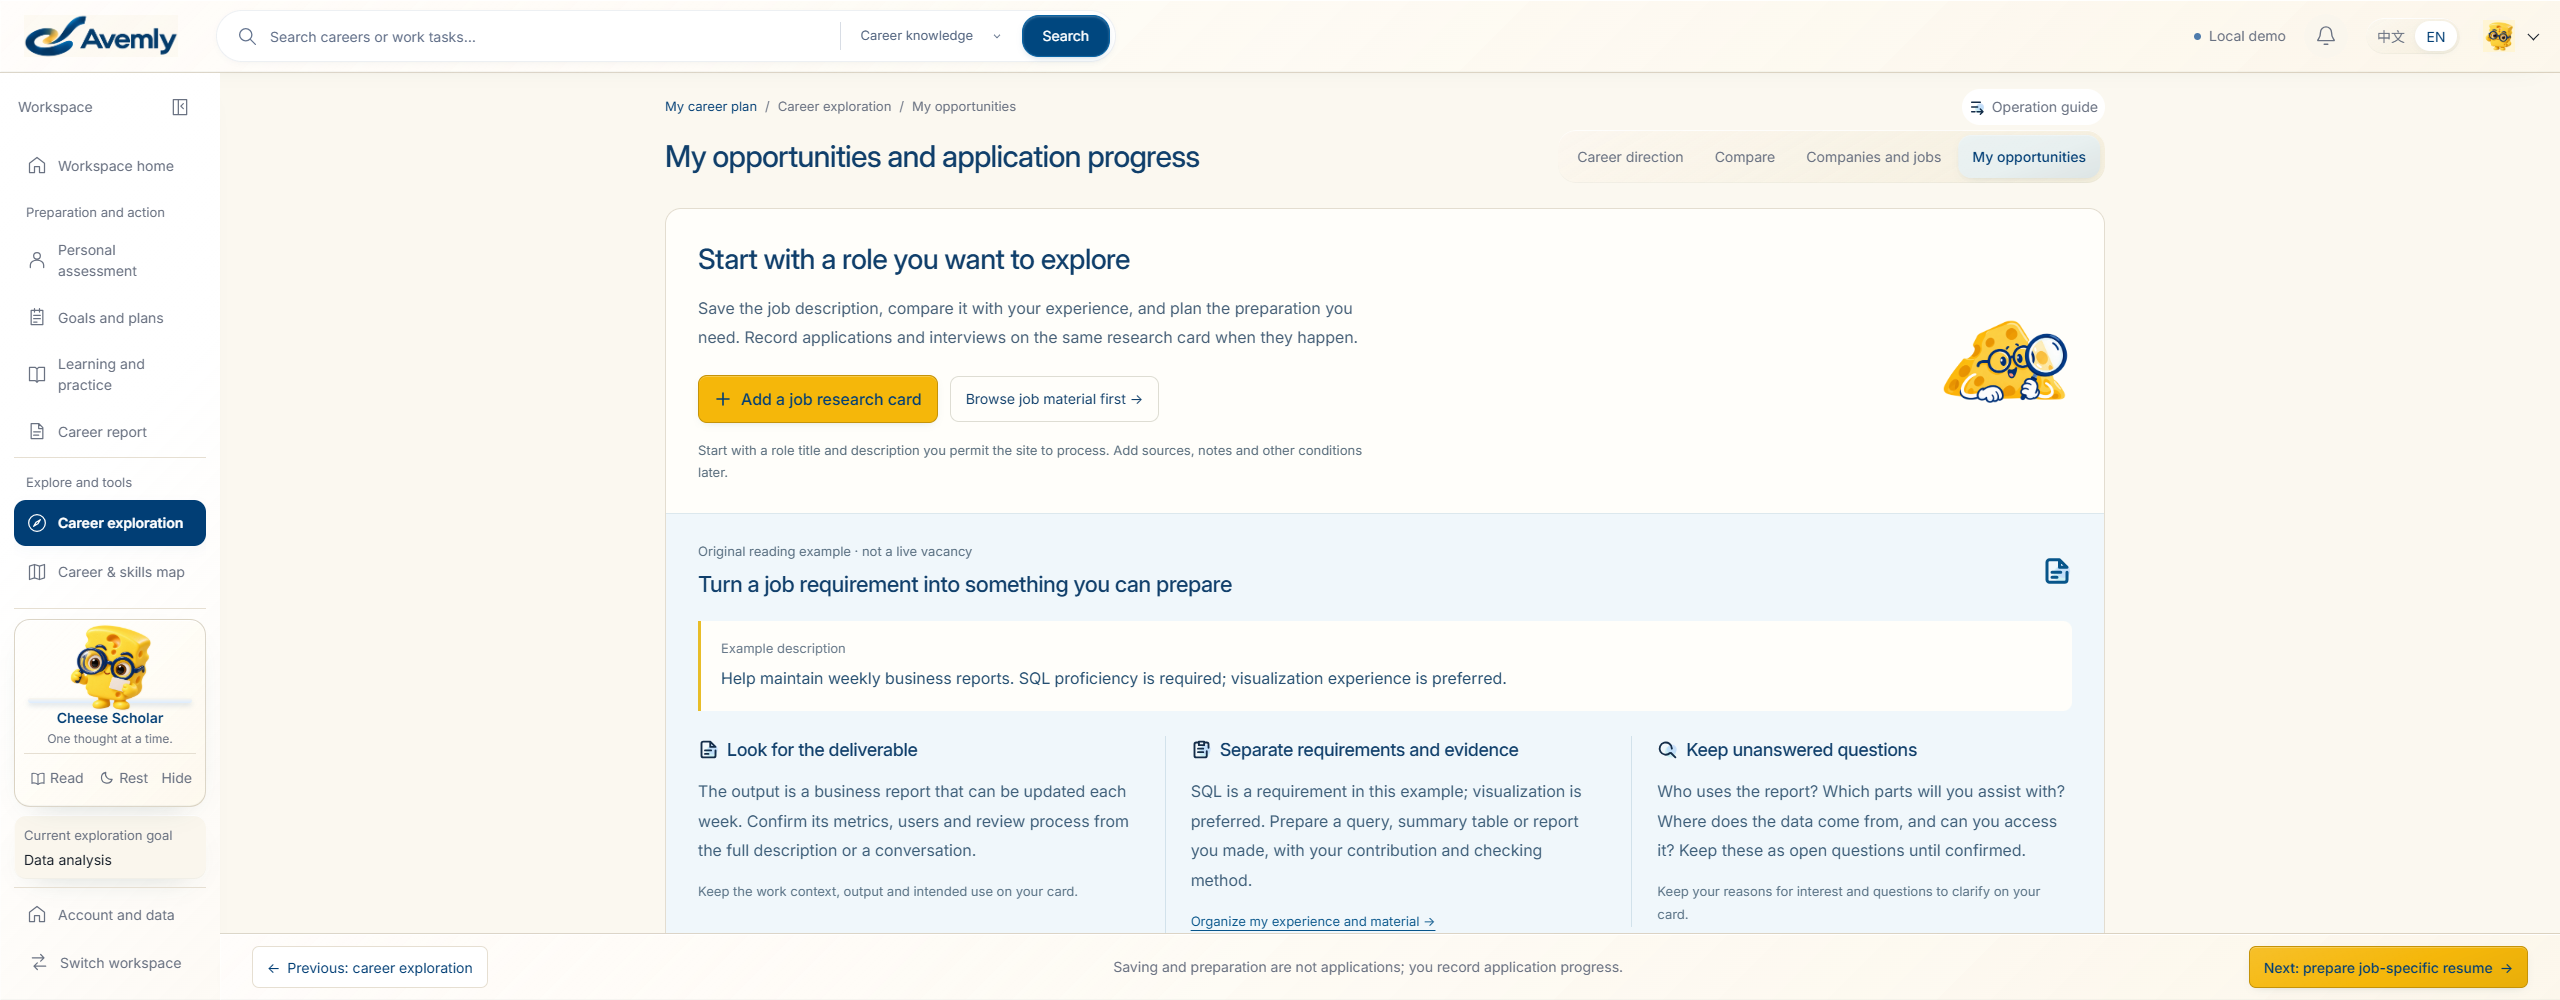 Avemly
Search careers or work tasks...
Career knowledge
Search
Local demo
中文
EN
Workspace
Workspace home
Preparation and action
Personal
assessment
Goals and plans
Learning and
practice
Career report
Explore and tools
Career exploration
Career & skills map
Cheese Scholar
One thought at a time.
Read
Rest
Hide
Current exploration goal
Data analysis
Account and data
Switch workspace
My career plan / Career exploration / My opportunities
Operation guide
My opportunities and application progress
Career direction
Compare
Companies and jobs
My opportunities
Start with a role you want to explore
Save the job description, compare it with your experience, and plan the preparation you
need. Record applications and interviews on the same research card when they happen.
+ Add a job research card
Browse job material first →
Start with a role title and description you permit the site to process. Add sources, notes and other conditions
later.
Original reading example · not a live vacancy
Turn a job requirement into something you can prepare
Example description
Help maintain weekly business reports. SQL proficiency is required; visualization experience is preferred.
Look for the deliverable
The output is a business report that can be updated each
week. Confirm its metrics, users and review process from
the full description or a conversation.
Keep the work context, output and intended use on your card.
Separate requirements and evidence
SQL is a requirement in this example; visualization is
preferred. Prepare a query, summary table or report
you made, with your contribution and checking
method.
Organize my experience and material →
Keep unanswered questions
Who uses the report? Which parts will you assist with?
Where does the data come from, and can you access
it? Keep these as open questions until confirmed.
Keep your reasons for interest and questions to clarify on your
card.
← Previous: career exploration
Saving and preparation are not applications; you record application progress.
Next: prepare job-specific resume →